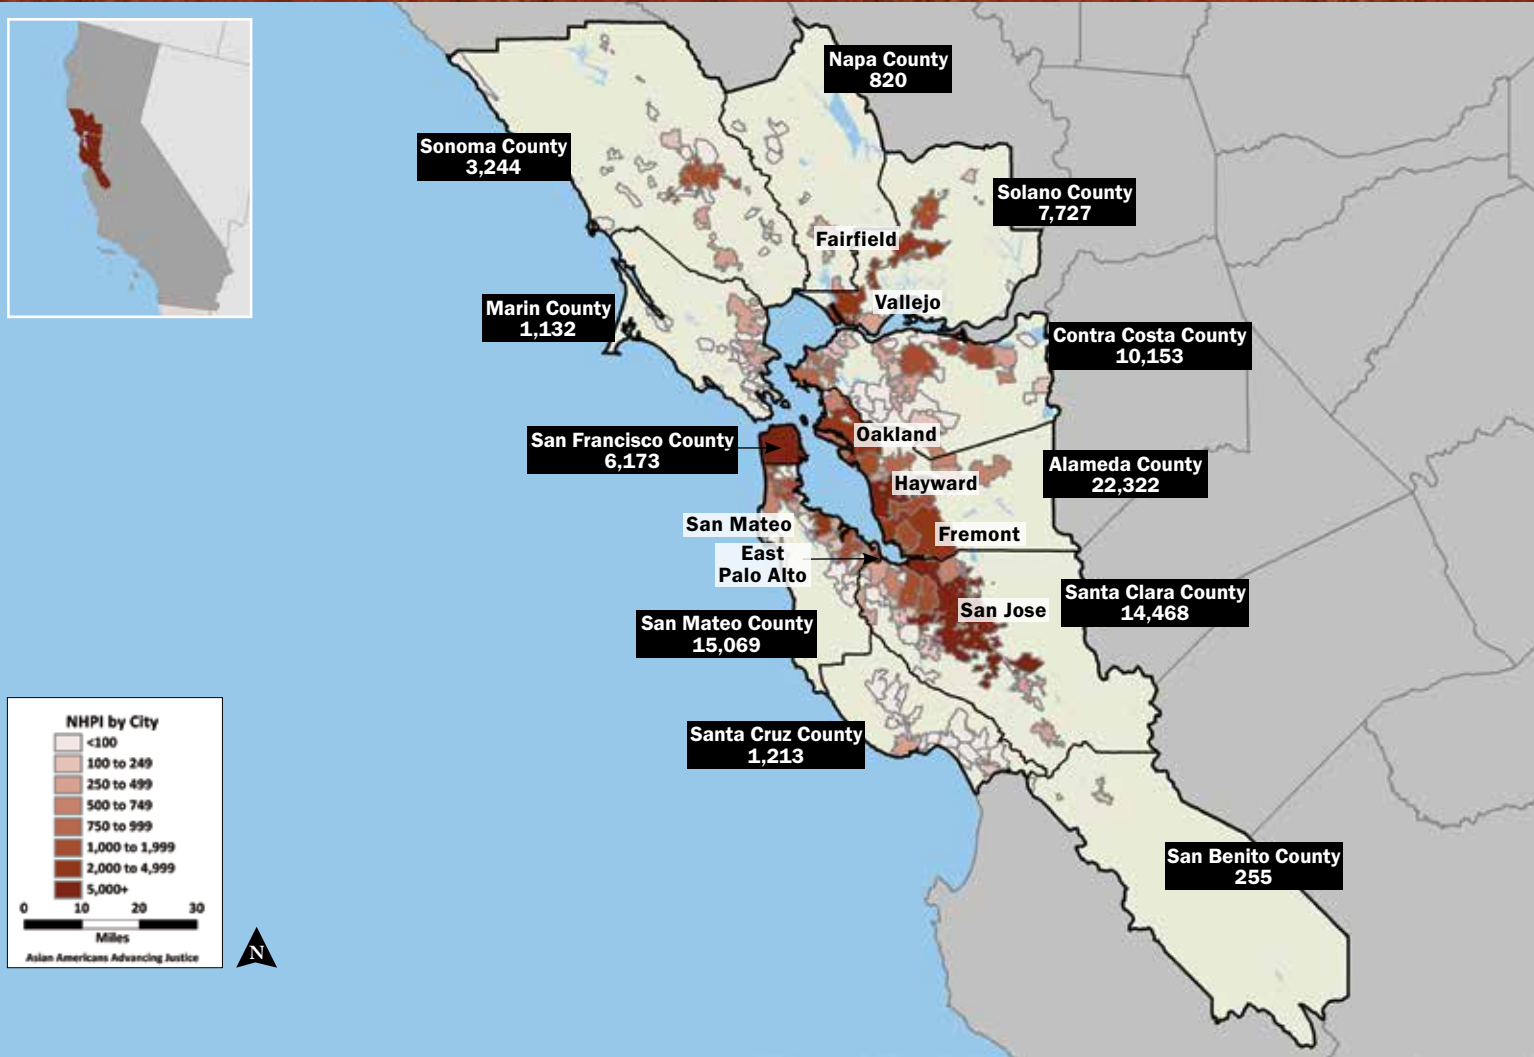 Napa County
820
Sonoma County
3,244
Solano County
7,727
Fairfield
Vallejo
Marin County
1,132
Contra Costa County
10,153
San Francisco County
6,173
Oakland
Alameda County
22,322
Hayward
San Mateo
Fremont
East
Palo Alto
San Jose
Santa Clara County
14,468
San Mateo County
15,069
Santa Cruz County
1,213
San Benito County
255
NHPI by City
<100
100 to 249
250 to 499
500 to 749
750 to 999
1,000 to 1,999
2,000 to 4,999
5,000+
0 10 20 30
Miles
Asian Americans Advancing Justice
N